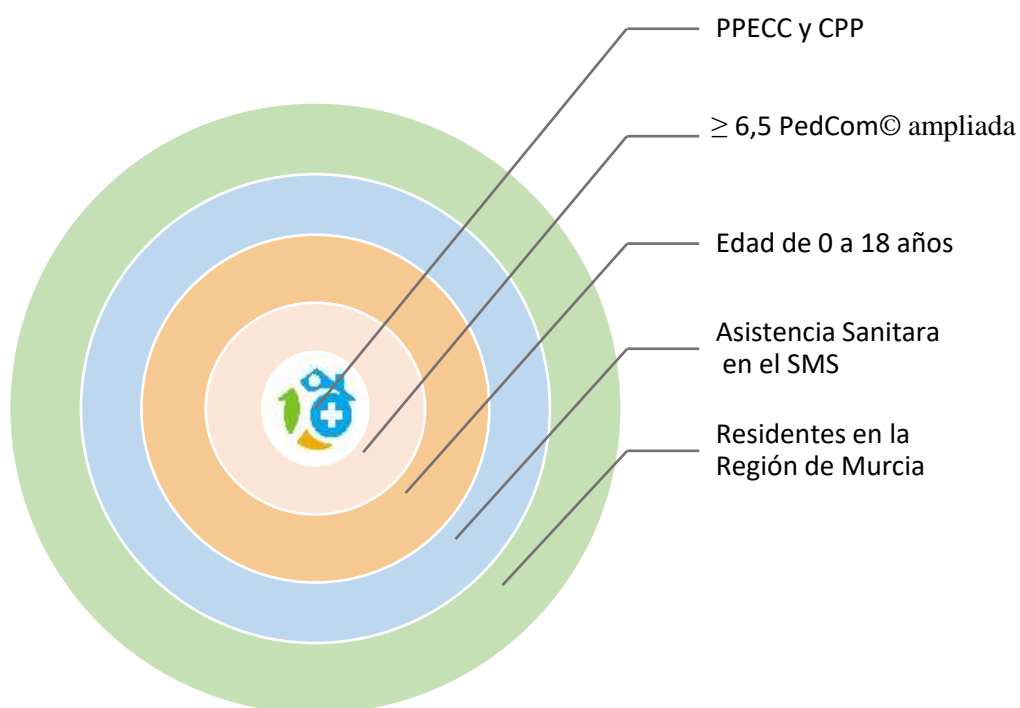 PPECC y CPP
≥ 6,5 PedCom© ampliada
Edad de 0 a 18 años
Asistencia Sanitara
en el SMS
Residentes en la
Región de Murcia